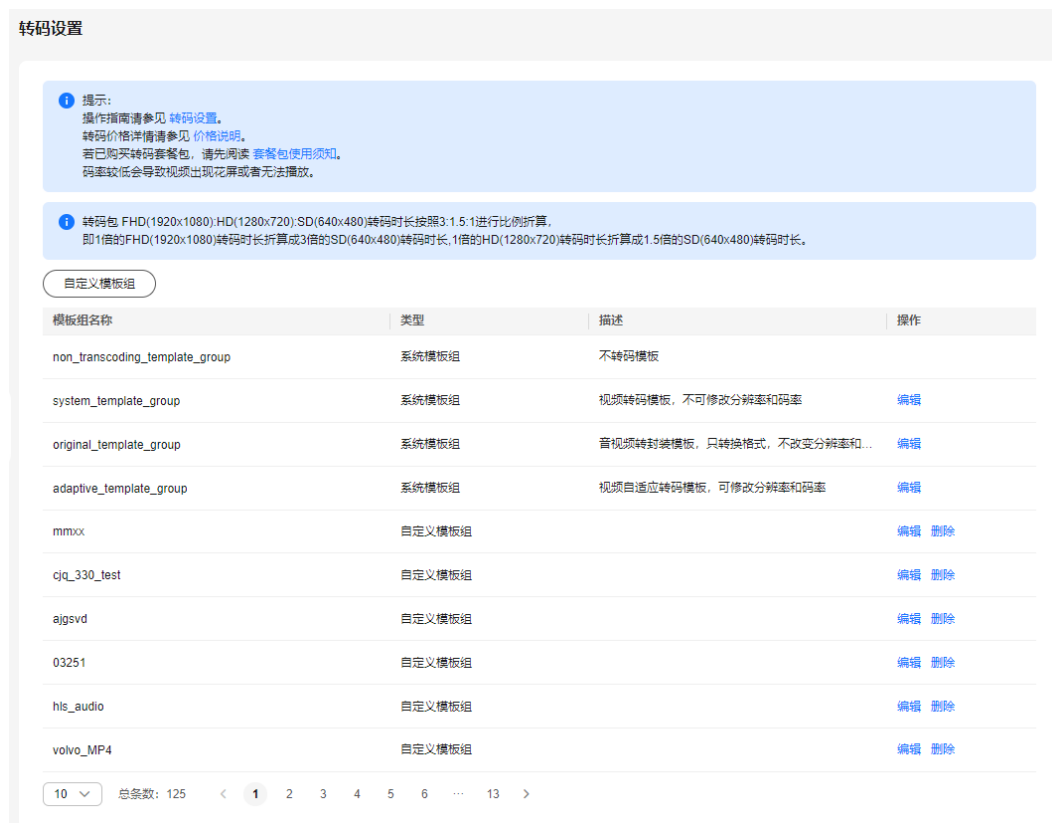 转码设置
提示：
操作指南请参见 转码设置。
转码价格详情请参见 价格说明。
若已购买转码套餐包，请先阅读 套餐包使用须知。
码率较低会导致视频出现花屏或者无法播放。
转码包 FHD(1920x1080):HD(1280x720):SD(640x480)转码时长按照3:1.5:1进行比例折算，
即1倍的FHD(1920x1080)转码时长折算成3倍的SD(640x480)转码时长,1倍的HD(1280x720)转码时长折算成1.5倍的SD(640x480)转码时长。
自定义模板组
模板组名称 类型 描述 操作
non_transcoding_template_group 系统模板组 不转码模板
system_template_group 系统模板组 视频转码模板，不可修改分辨率和码率 编辑
original_template_group 系统模板组 音视频转封装模板，只转换格式，不改变分辨率和... 编辑
adaptive_template_group 系统模板组 视频自适应转码模板，可修改分辨率和码率 编辑
mmxx 自定义模板组 编辑 删除
cjq_330_test 自定义模板组 编辑 删除
ajgsvd 自定义模板组 编辑 删除
03251 自定义模板组 编辑 删除
hls_audio 自定义模板组 编辑 删除
volvo_MP4 自定义模板组 编辑 删除
10 总条数：125 < 1 2 3 4 5 6 ··· 13 >